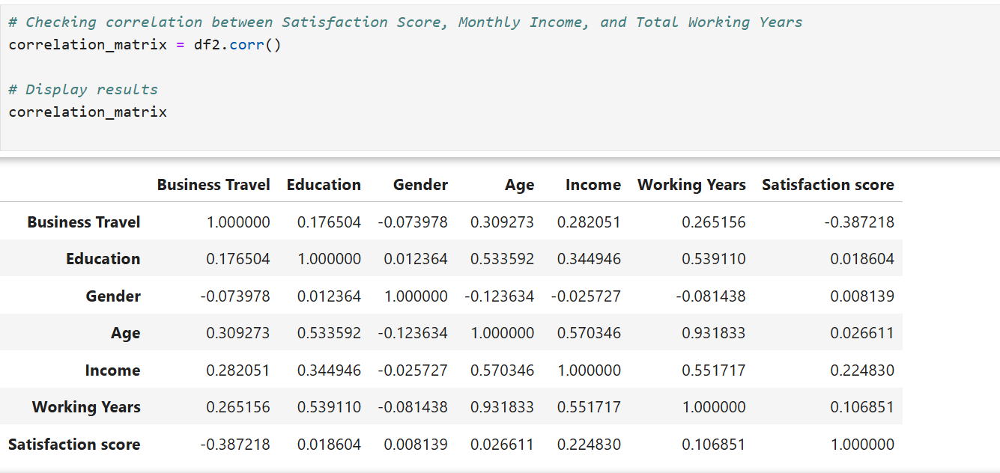 # Checking correlation between Satisfaction Score, Monthly Income, and Total Working Years
correlation_matrix = df2.corr()
# Display results
correlation_matrix
Business Travel Education Gender Age Income Working Years Satisfaction score
Business Travel 1.000000 0.176504 -0.073978 0.309273 0.282051 0.265156 -0.387218
Education 0.176504 1.000000 0.012364 0.533592 0.344946 0.539110 0.018604
Gender -0.073978 0.012364 1.000000 -0.123634 -0.025727 -0.081438 0.008139
Age 0.309273 0.533592 -0.123634 1.000000 0.570346 0.931833 0.026611
Income 0.282051 0.344946 -0.025727 0.570346 1.000000 0.551717 0.224830
Working Years 0.265156 0.539110 -0.081438 0.931833 0.551717 1.000000 0.106851
Satisfaction score -0.387218 0.018604 0.008139 0.026611 0.224830 0.106851 1.000000